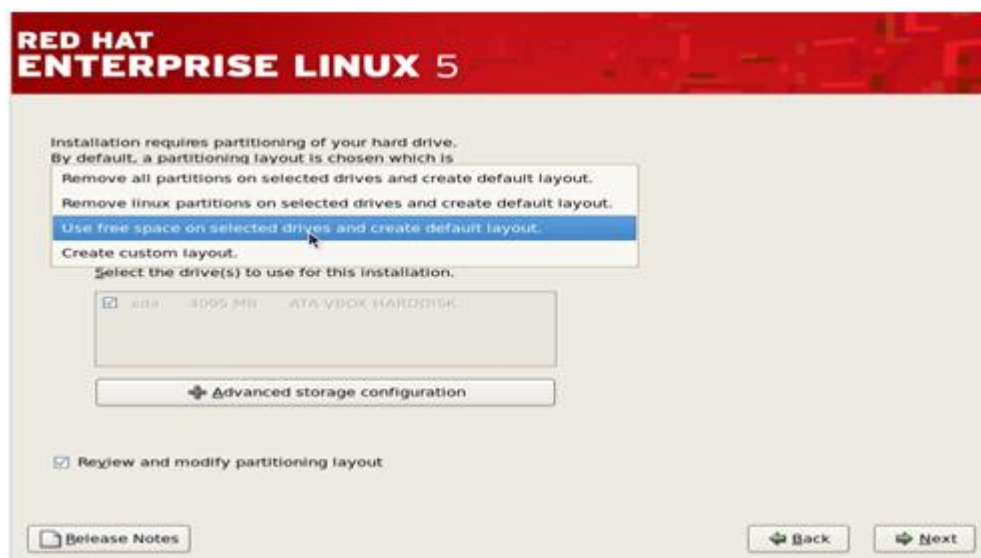 RED HAT
ENTERPRISE LINUX 5
Installation requires partitioning of your hard drive.
By default, a partitioning layout is chosen which is
Remove all partitions on selected drives and create default layout.
Remove linux partitions on selected drives and create default layout.
Use free space on selected drives and create default layout.
Create custom layout.
Select the drive(s) to use for this installation.
sda 4095 MB ATA VBOX HARDDISK
Advanced storage configuration
Review and modify partitioning layout
Release Notes
Back
Next